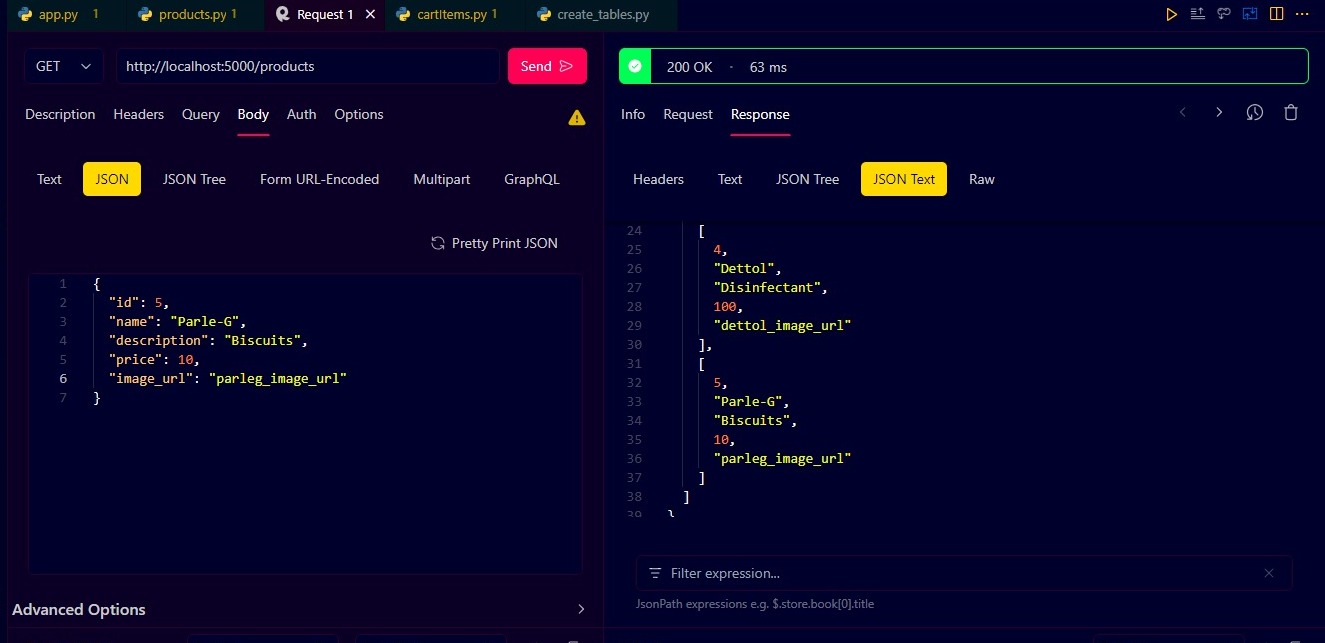 app.py 1 products.py 1 Request 1 cartItems.py 1 create_tables.py
GET http://localhost:5000/products Send
Description Headers Query Body Auth Options
Text JSON JSON Tree Form URL-Encoded Multipart GraphQL
Pretty Print JSON
1 {
2 "id": 5,
3 "name": "Parle-G",
4 "description": "Biscuits",
5 "price": 10,
6 "image_url": "parleg_image_url"
7 }
Advanced Options
200 OK · 63 ms
Info Request Response
Headers Text JSON Tree JSON Text Raw
24 [
25 4,
26 "Dettol",
27 "Disinfectant",
28 100,
29 "dettol_image_url"
30 ],
31 [
32 5,
33 "Parle-G",
34 "Biscuits",
35 10,
36 "parleg_image_url"
37 ]
38 ]
39 }
Filter expression...
JsonPath expressions e.g. $.store.book[0].title